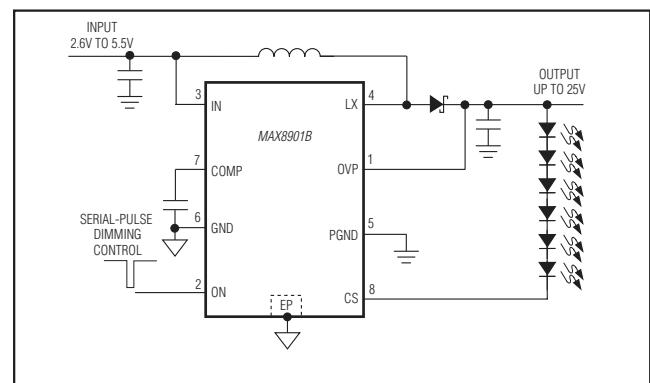 INPUT
2.6V TO 5.5V
OUTPUT
UP TO 25V
3
IN
LX
4
MAX8901B
7
COMP
OVP
1
6
GND
SERIAL-PULSE
DIMMING
CONTROL
PGND
5
2
ON
EP
CS
8